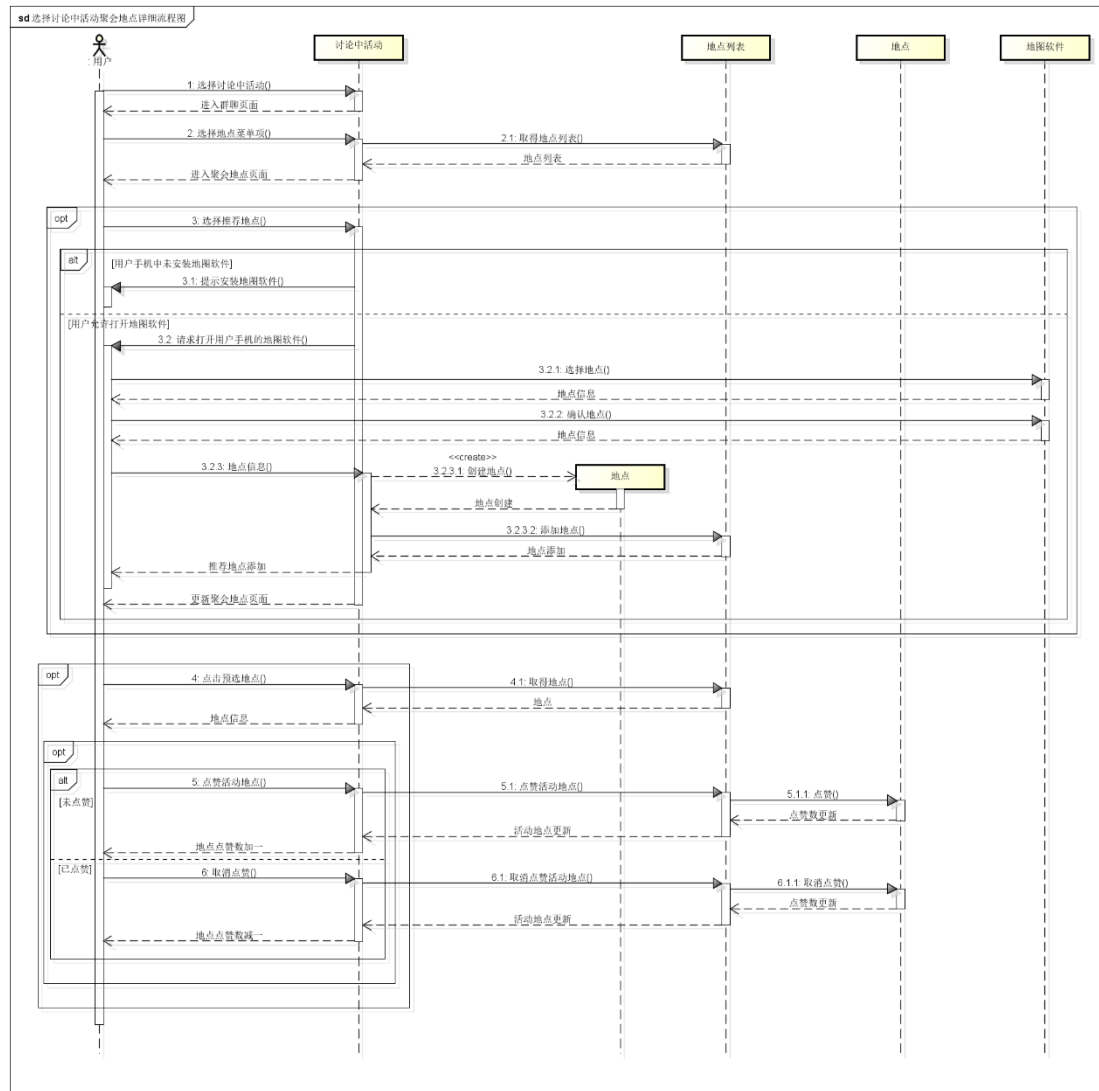 sd 选择讨论中活动聚会地点详细流程图
: 用户
讨论中活动
地点列表
地点
地图软件
1: 选择讨论中活动()
进入群聊页面
2: 选择地点菜单项()
2.1: 取得地点列表()
地点列表
进入聚会地点页面
opt
3: 选择推荐地点()
alt
[用户手机中未安装地图软件]
3.1: 提示安装地图软件()
[用户允许打开地图软件]
3.2: 请求打开用户手机的地图软件()
3.2.1: 选择地点()
地点信息
3.2.2: 确认地点()
地点信息
<<create>>
3.2.3: 地点信息()
3.2.3.1: 创建地点()
地点
地点创建
3.2.3.2: 添加地点()
地点添加
推荐地点添加
更新聚会地点页面
opt
4: 点击预选地点()
4.1: 取得地点()
地点
地点信息
opt
alt
5: 点赞活动地点()
5.1: 点赞活动地点()
5.1.1: 点赞()
[未点赞]
点赞数更新
活动地点更新
地点点赞数加一
[已点赞]
6: 取消点赞()
6.1: 取消点赞活动地点()
6.1.1: 取消点赞()
点赞数更新
活动地点更新
地点点赞数减一